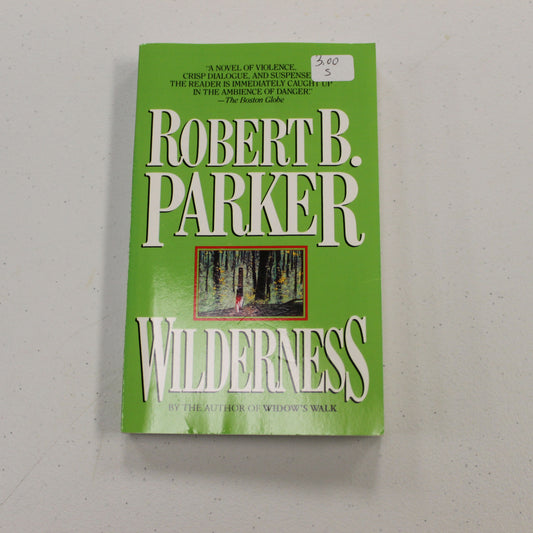 3.00
S
"A NOVEL OF VIOLENCE,
CRISP DIALOGUE, AND SUSPENSE
THE READER IS IMMEDIATELY CAUGHT UP
IN THE AMBIENCE OF DANGER."
—The Boston Globe
ROBERT B.
PARKER
WILDERNESS
BY THE AUTHOR OF WIDOW'S WALK